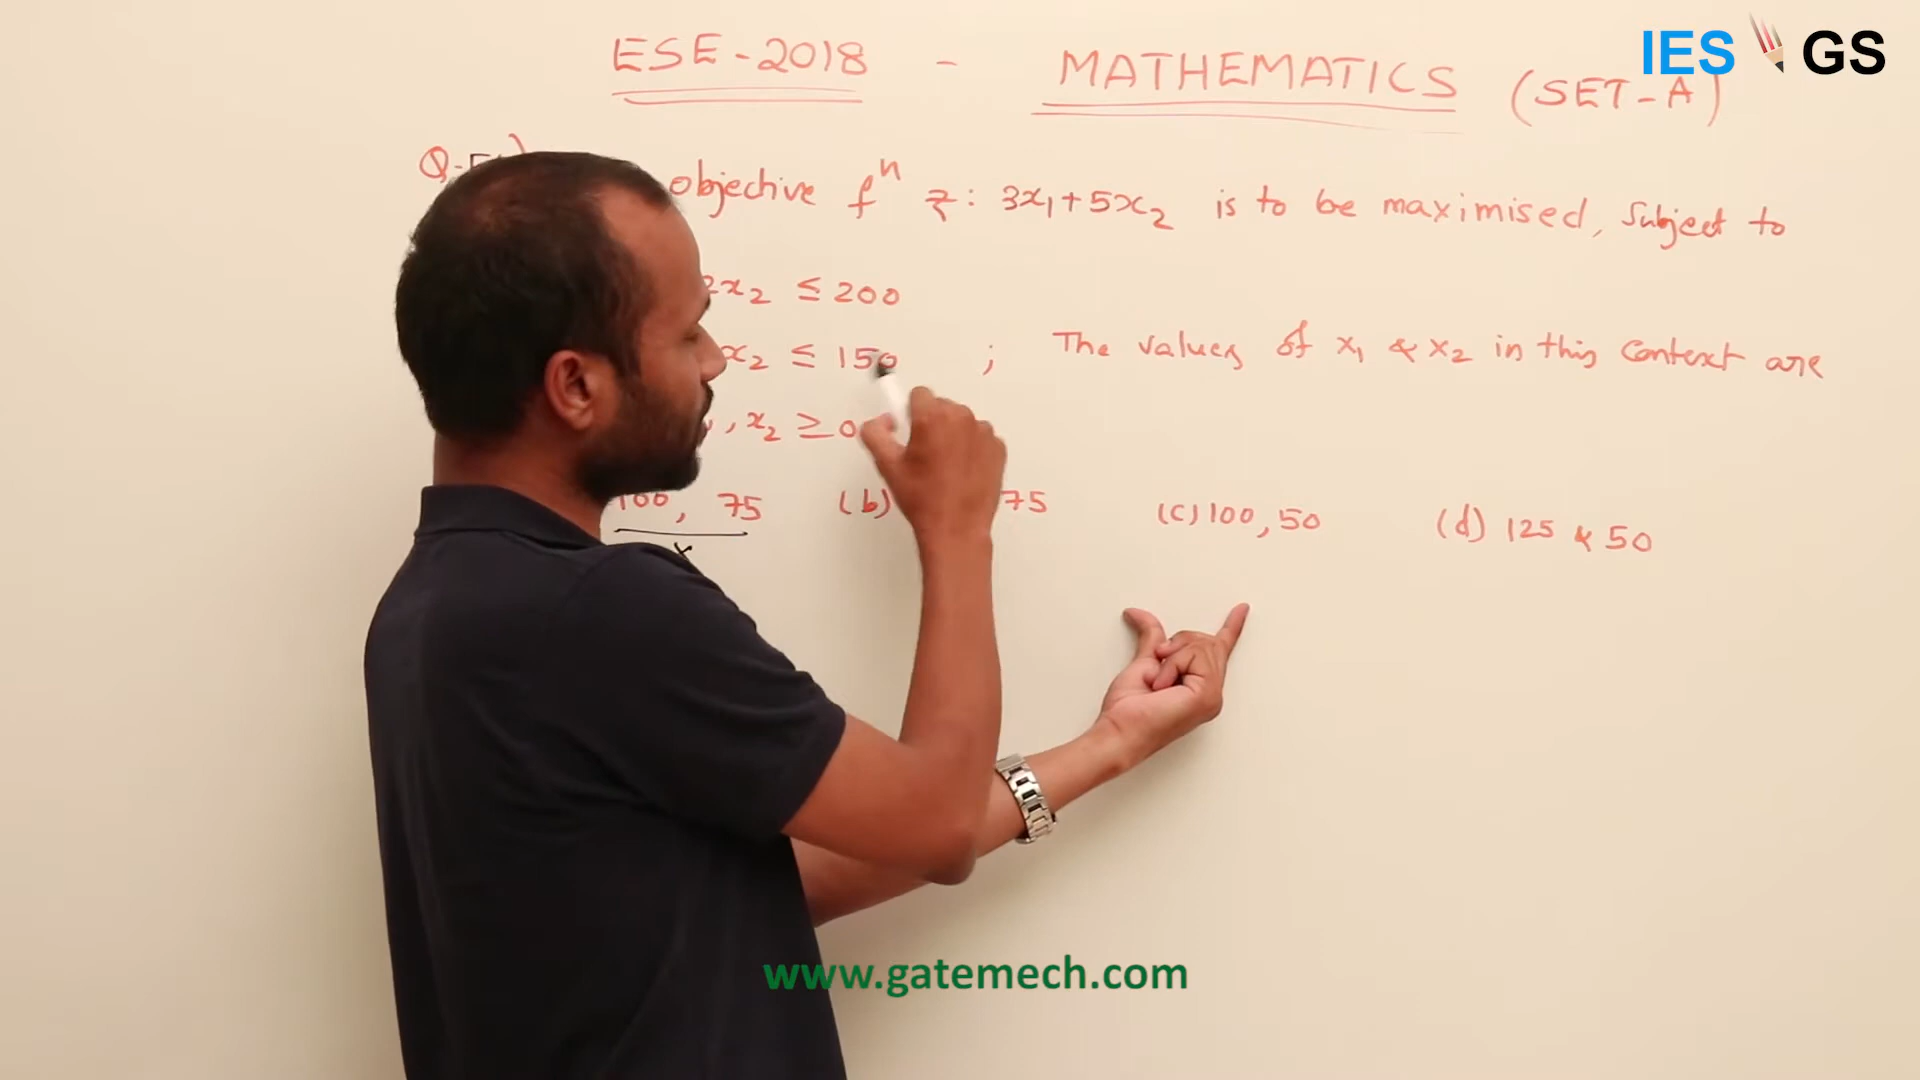 IES GS
ESE-2018 - MATHEMATICS (SET-A)
objective fⁿ z: 3x₁+5x₂ is to be maximised, Subject to
2x₂ ≤ 200
x₂ ≤ 150 ; The values of x₁ & x₂ in this context are
, x₂ ≥ 0
100, 75 (b) 75 (c) 100, 50 (d) 125 & 50
x
www.gatemech.com